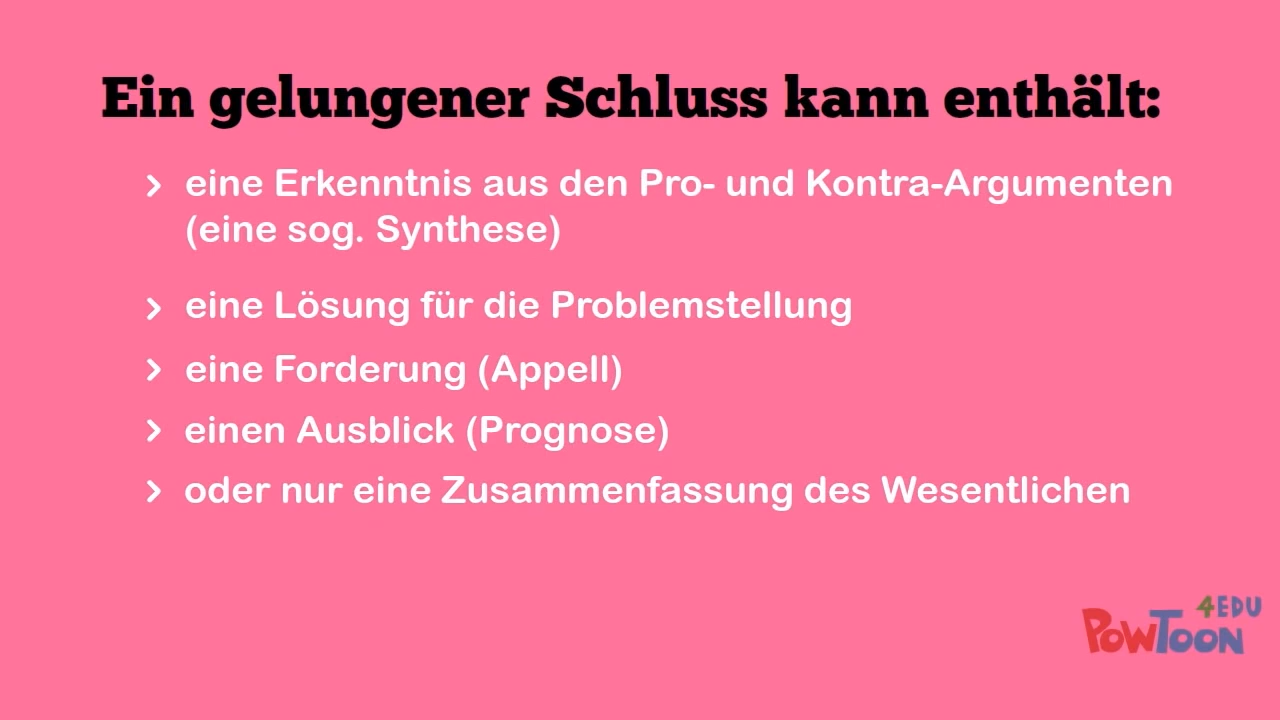 Ein gelungener Schluss kann enthält:
eine Erkenntnis aus den Pro- und Kontra-Argumenten
(eine sog. Synthese)
eine Lösung für die Problemstellung
eine Forderung (Appell)
einen Ausblick (Prognose)
oder nur eine Zusammenfassung des Wesentlichen
4EDU
POWTOON